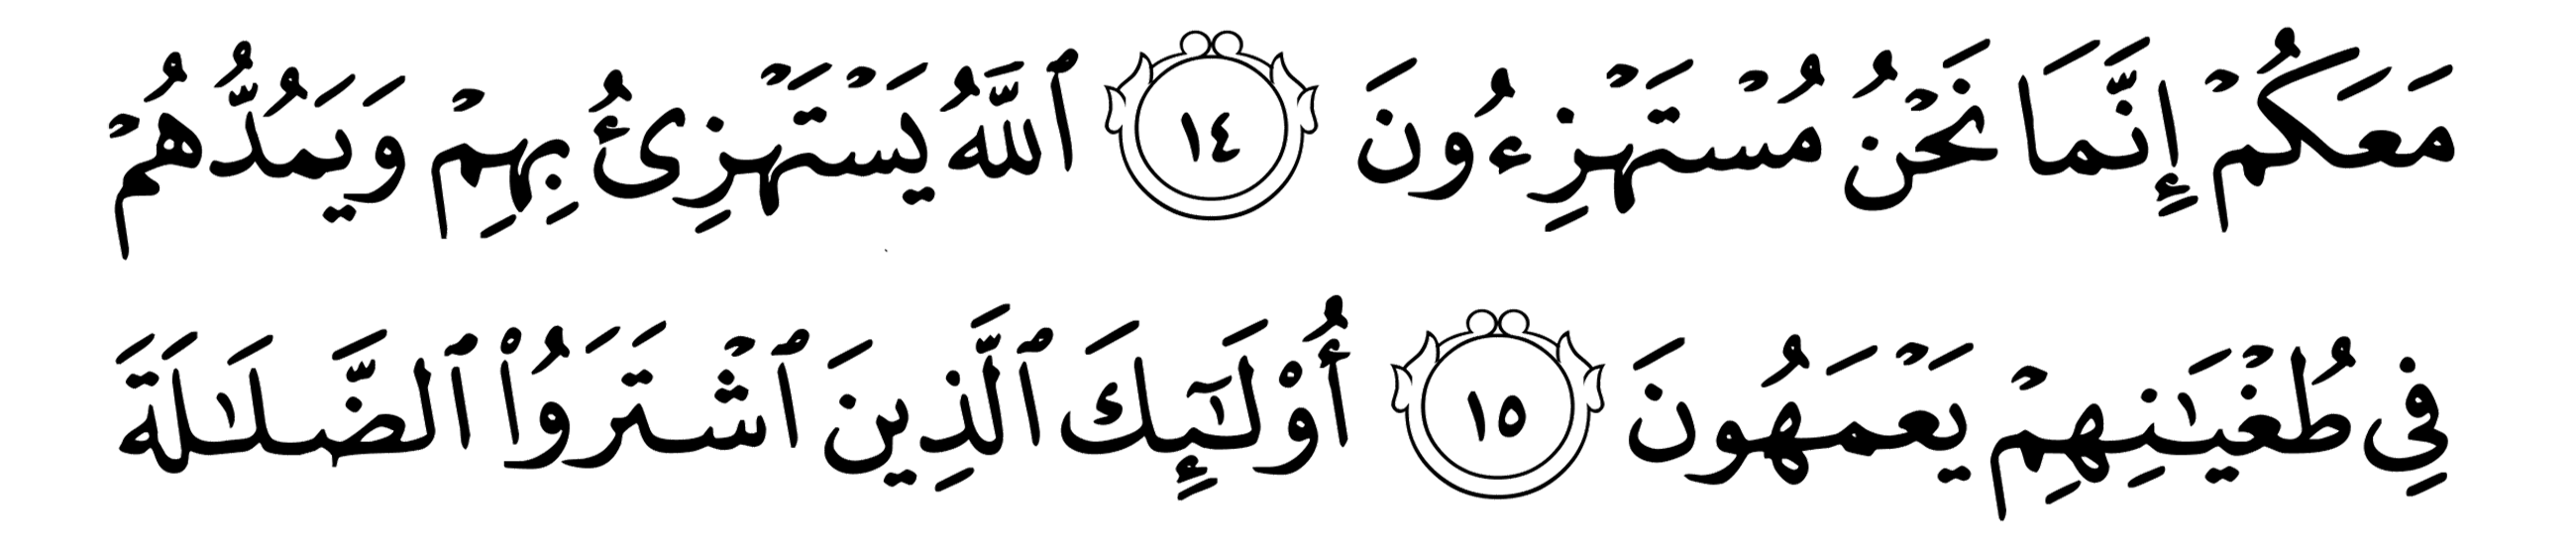 مَعَكُمۡ إِنَّمَا نَحۡنُ مُسۡتَهۡزِءُونَ ١٤ ٱللَّهُ يَسۡتَهۡزِئُ بِهِمۡ وَيَمُدُّهُمۡ
فِي طُغۡيَٰنِهِمۡ يَعۡمَهُونَ ١٥ أُوْلَٰٓئِكَ ٱلَّذِينَ ٱشۡتَرَوُاْ ٱلضَّلَٰلَةَ